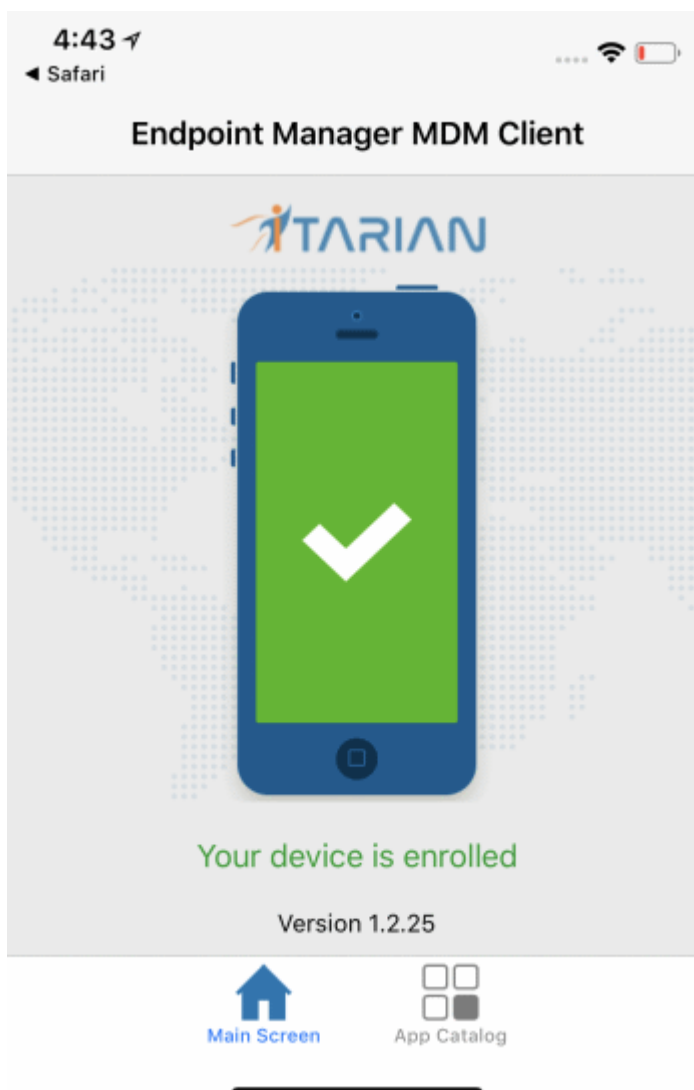 4:43
Safari
Endpoint Manager MDM Client
iTARIAN
Your device is enrolled
Version 1.2.25
Main Screen
App Catalog